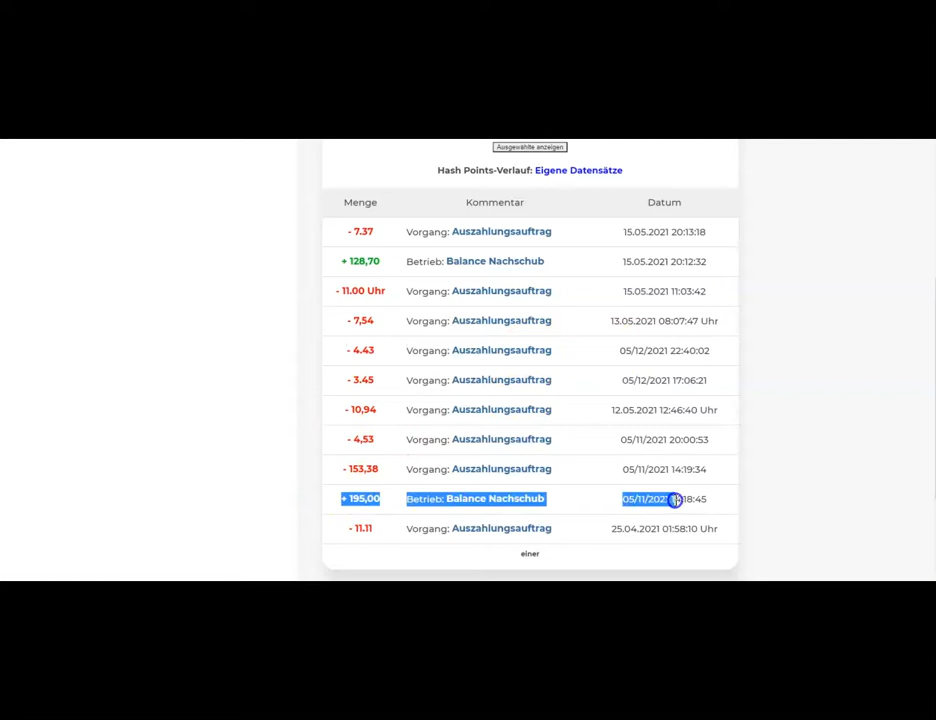 Ausgewählte anzeigen
Hash Points-Verlauf: Eigene Datensätze
Menge Kommentar Datum
- 7.37 Vorgang: Auszahlungsauftrag 15.05.2021 20:13:18
+ 128,70 Betrieb: Balance Nachschub 15.05.2021 20:12:32
- 11.00 Uhr Vorgang: Auszahlungsauftrag 15.05.2021 11:03:42
- 7,54 Vorgang: Auszahlungsauftrag 13.05.2021 08:07:47 Uhr
- 4.43 Vorgang: Auszahlungsauftrag 05/12/2021 22:40:02
- 3.45 Vorgang: Auszahlungsauftrag 05/12/2021 17:06:21
- 10,94 Vorgang: Auszahlungsauftrag 12.05.2021 12:46:40 Uhr
- 4,53 Vorgang: Auszahlungsauftrag 05/11/2021 20:00:53
- 153,38 Vorgang: Auszahlungsauftrag 05/11/2021 14:19:34
+ 195,00 Betrieb: Balance Nachschub 05/11/2021
- 11.11 Vorgang: Auszahlungsauftrag 25.04.2021 01:58:10 Uhr
einer